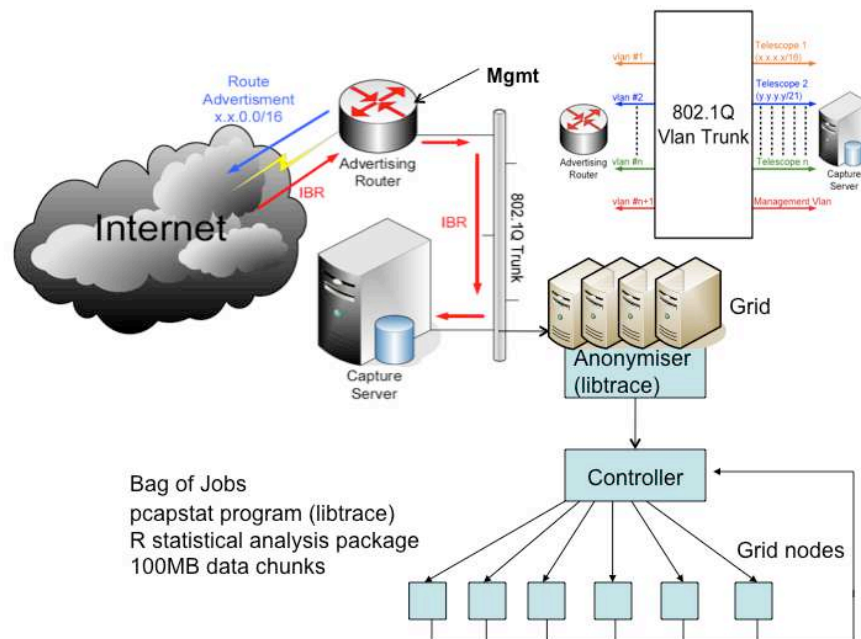 Route
Advertisment
x.x.0.0/16
Mgmt
Advertising
Router
IBR
Internet
IBR
802.1Q Trunk
Capture
Server
vlan #1
Telescope 1
(x.x.x.x/16)
vlan #2
Telescope 2
(y.y.y.y/21)
802.1Q
Vlan Trunk
Advertising
Router
vlan #n
Telescope n
Capture
Server
vlan #n+1
Management Vlan
Grid
Anonymiser
(libtrace)
Controller
Grid nodes
Bag of Jobs
pcapstat program (libtrace)
R statistical analysis package
100MB data chunks